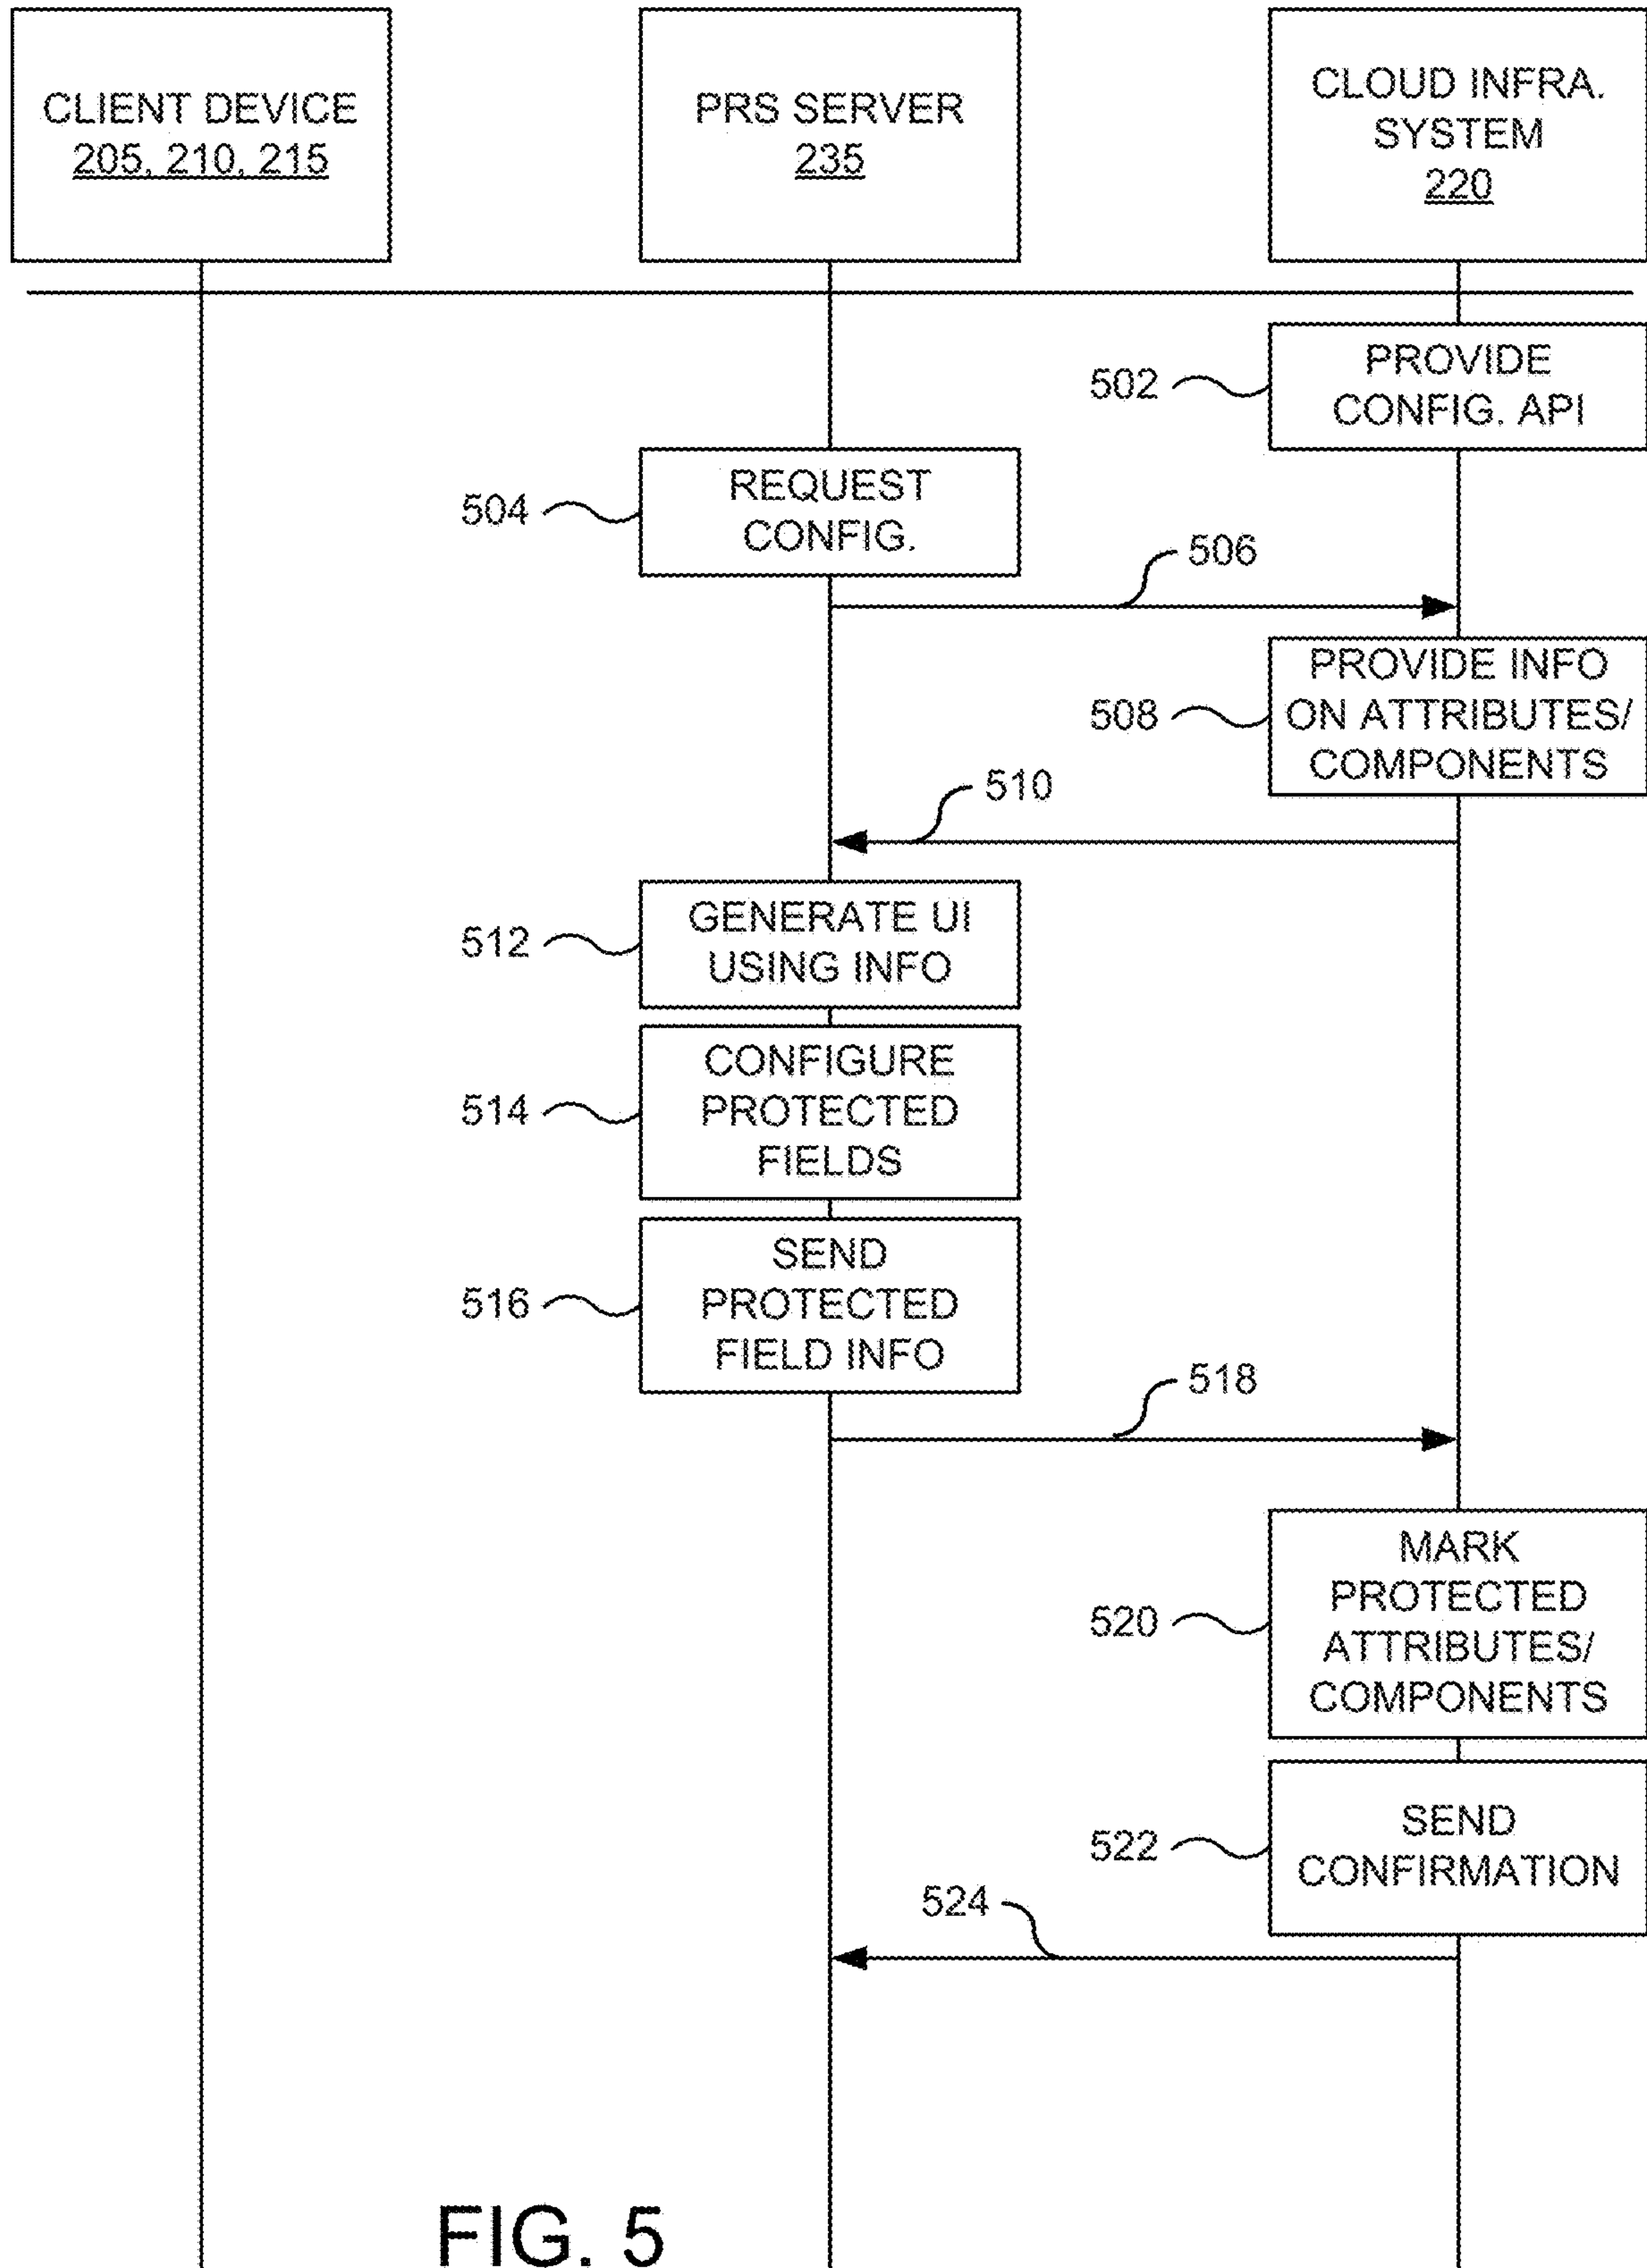 CLIENT DEVICE
205, 210, 215
PRS SERVER
235
CLOUD INFRA.
SYSTEM
220
502
PROVIDE
CONFIG. API
504
REQUEST
CONFIG.
506
508
PROVIDE INFO
ON ATTRIBUTES/
COMPONENTS
510
512
GENERATE UI
USING INFO
514
CONFIGURE
PROTECTED
FIELDS
516
SEND
PROTECTED
FIELD INFO
518
520
MARK
PROTECTED
ATTRIBUTES/
COMPONENTS
522
SEND
CONFIRMATION
524
FIG. 5